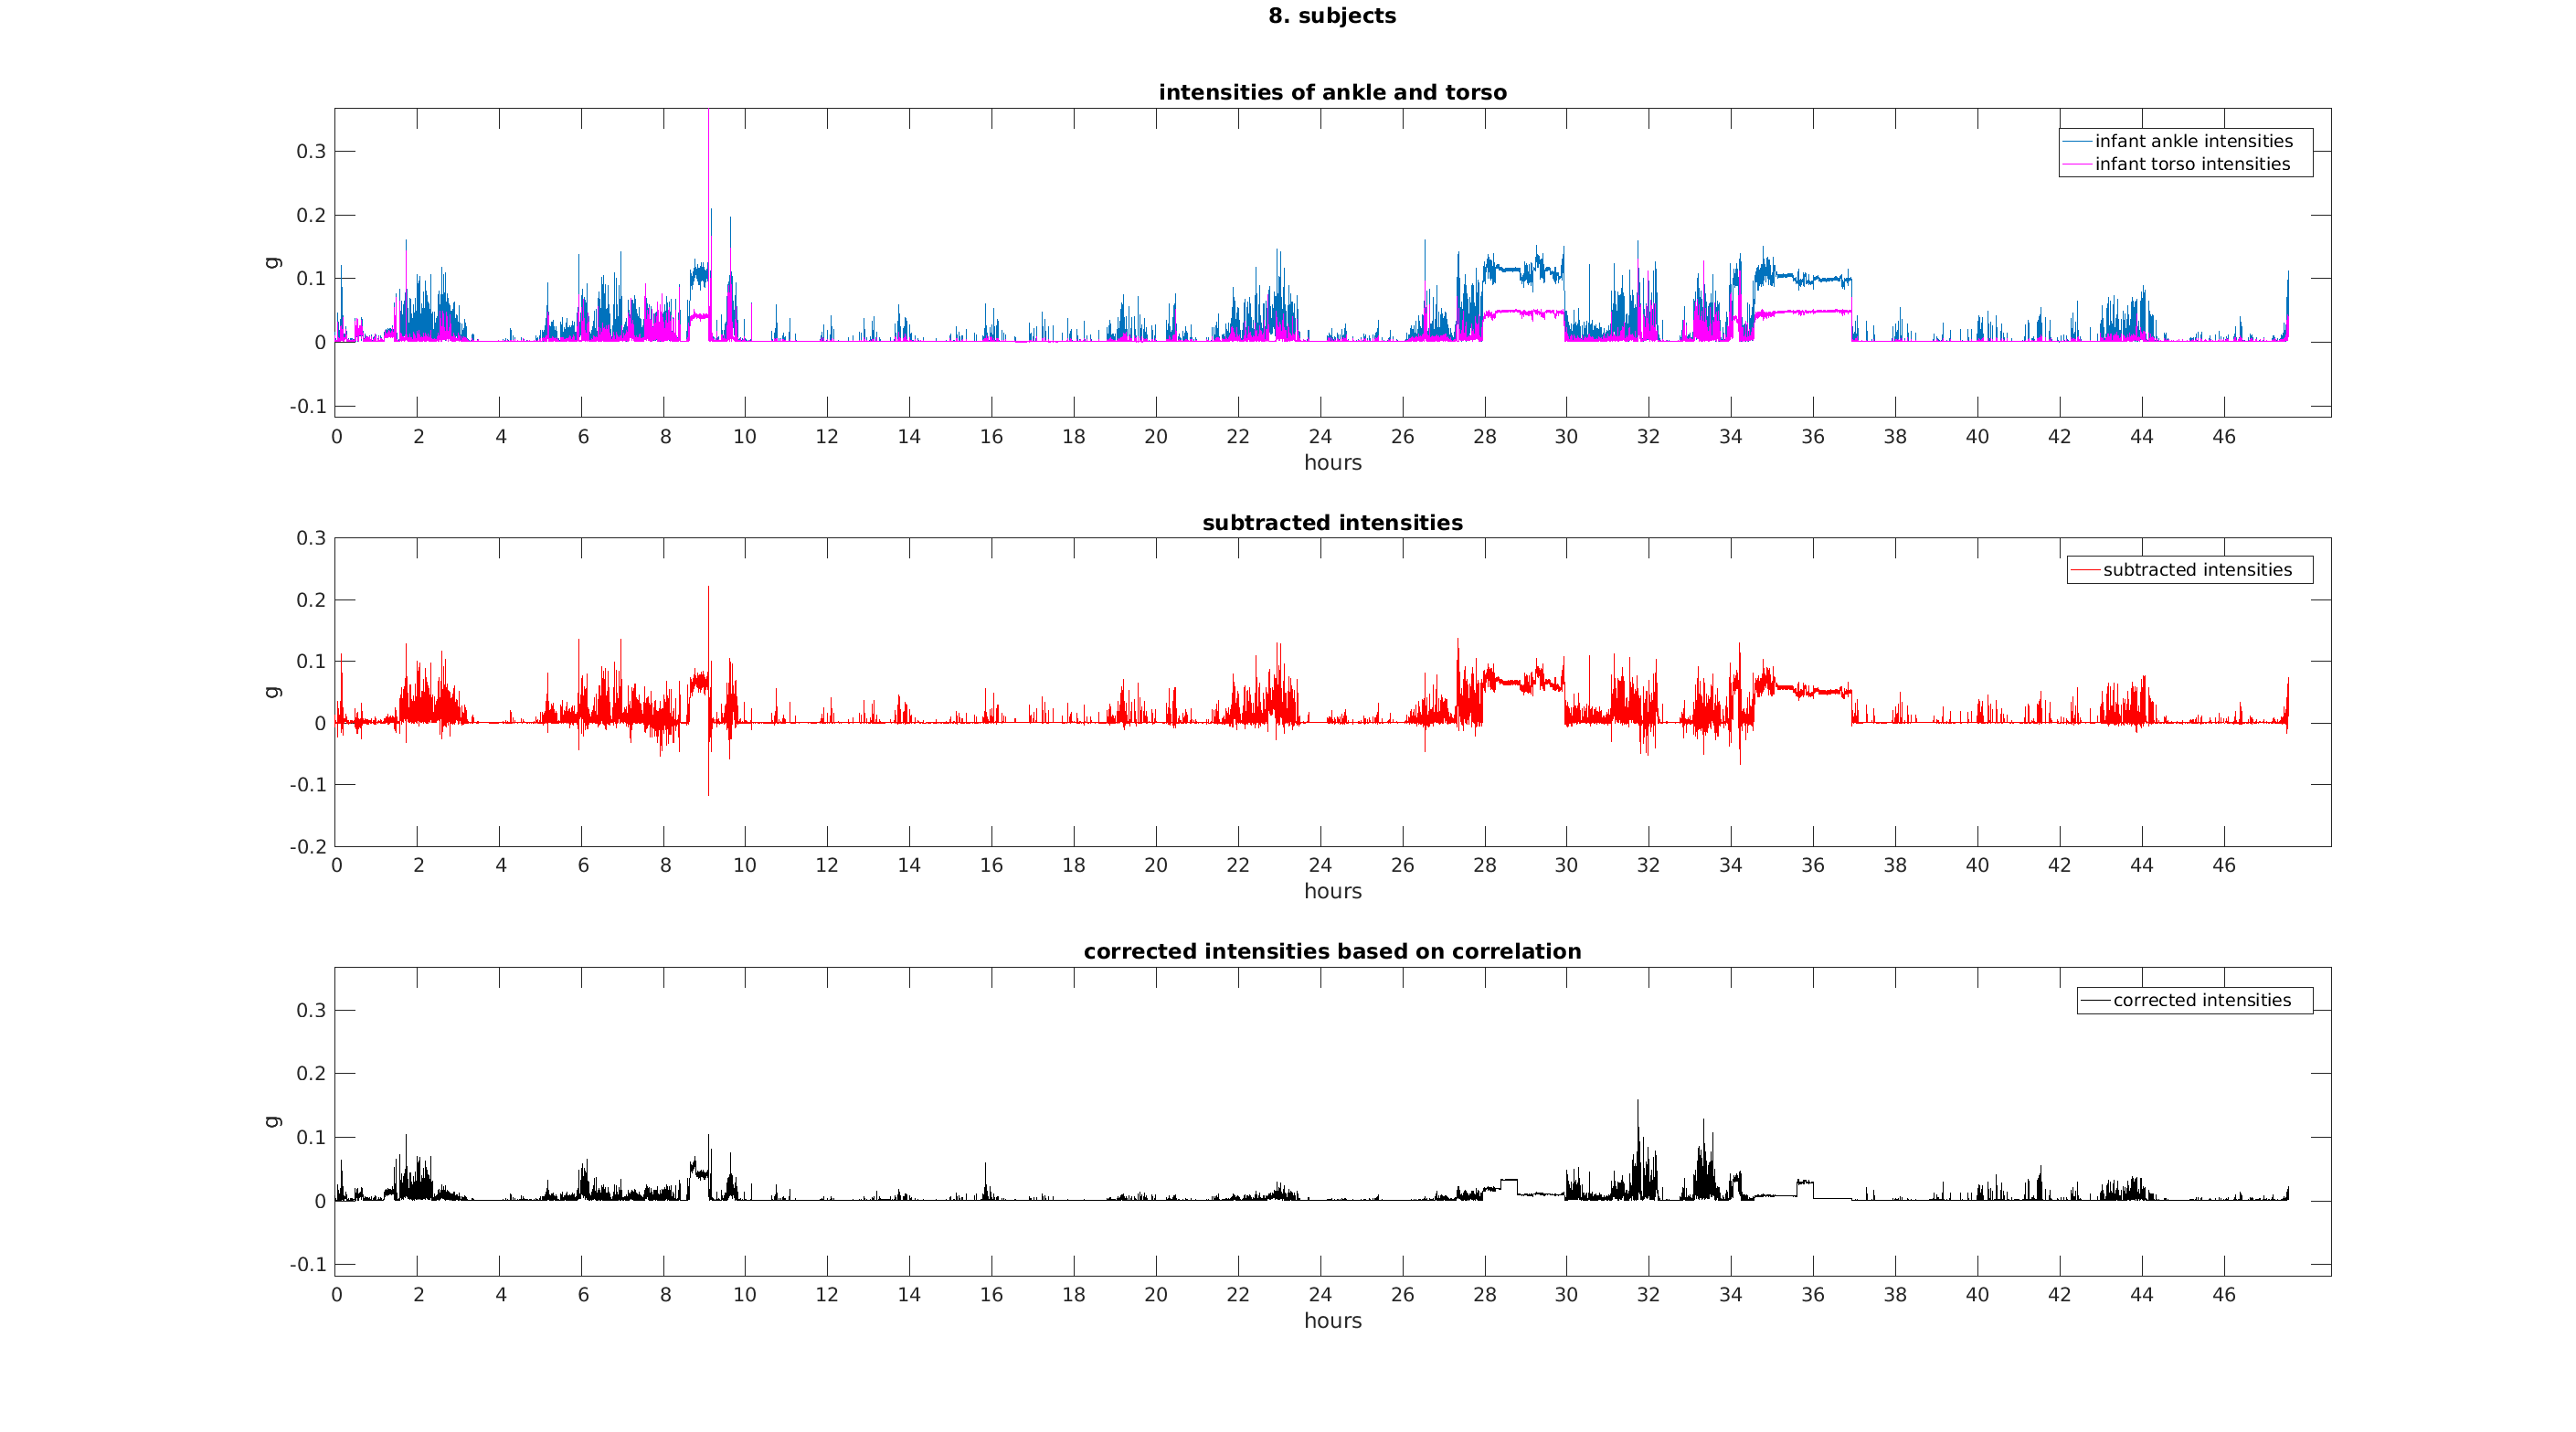 8. subjects
intensities of ankle and torso
infant ankle intensities
infant torso intensities
0.3
0.2
0.1
0
-0.1
g
0 2 4 6 8 10 12 14 16 18 20 22 24 26 28 30 32 34 36 38 40 42 44 46
hours
subtracted intensities
subtracted intensities
0.3
0.2
0.1
0
-0.1
-0.2
g
0 2 4 6 8 10 12 14 16 18 20 22 24 26 28 30 32 34 36 38 40 42 44 46
hours
corrected intensities based on correlation
corrected intensities
0.3
0.2
0.1
0
-0.1
g
0 2 4 6 8 10 12 14 16 18 20 22 24 26 28 30 32 34 36 38 40 42 44 46
hours